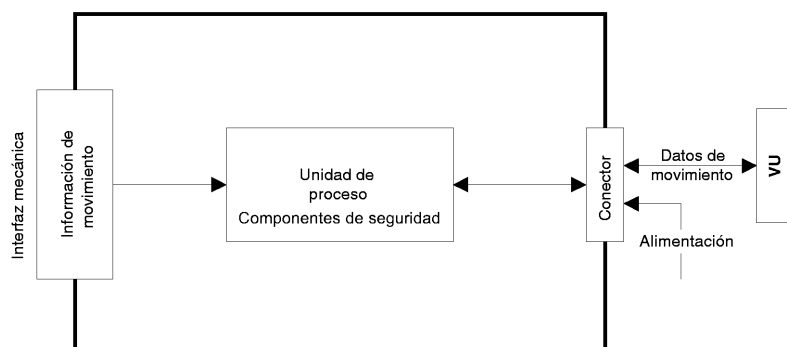 Interfaz mecánica
Información de
movimiento
Unidad de
proceso
Componentes de seguridad
Conector
Datos de
movimiento
Alimentación
VU